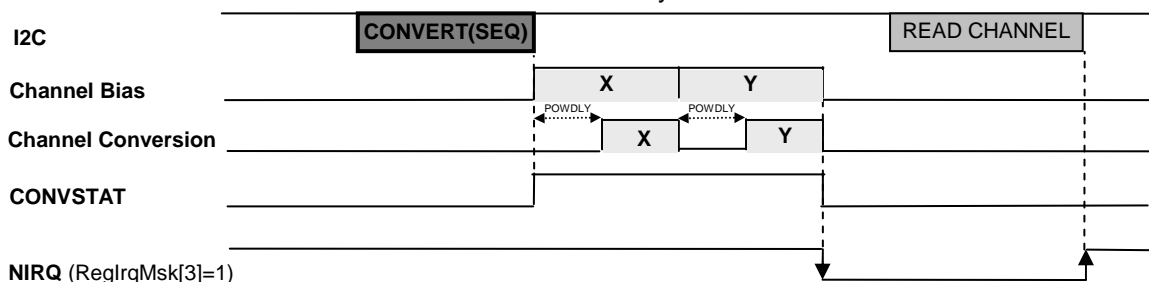 I2C CONVERT(SEQ) READ CHANNEL
Channel Bias X Y
POWDLY POWDLY
Channel Conversion X Y
CONVSTAT
NIRQ (RegIrqMsk[3]=1)